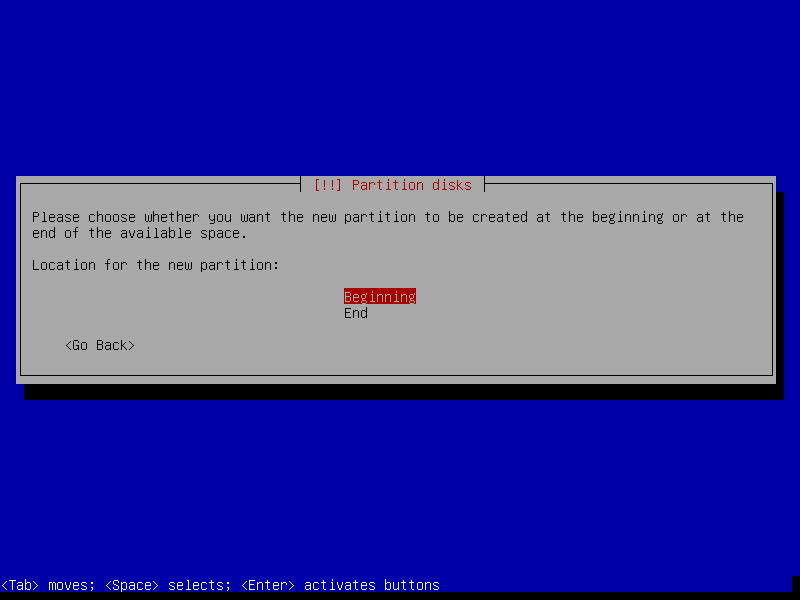 [!!] Partition disks
Please choose whether you want the new partition to be created at the beginning or at the
end of the available space.
Location for the new partition:
Beginning
End
<Go Back>
<Tab> moves; <Space> selects; <Enter> activates buttons